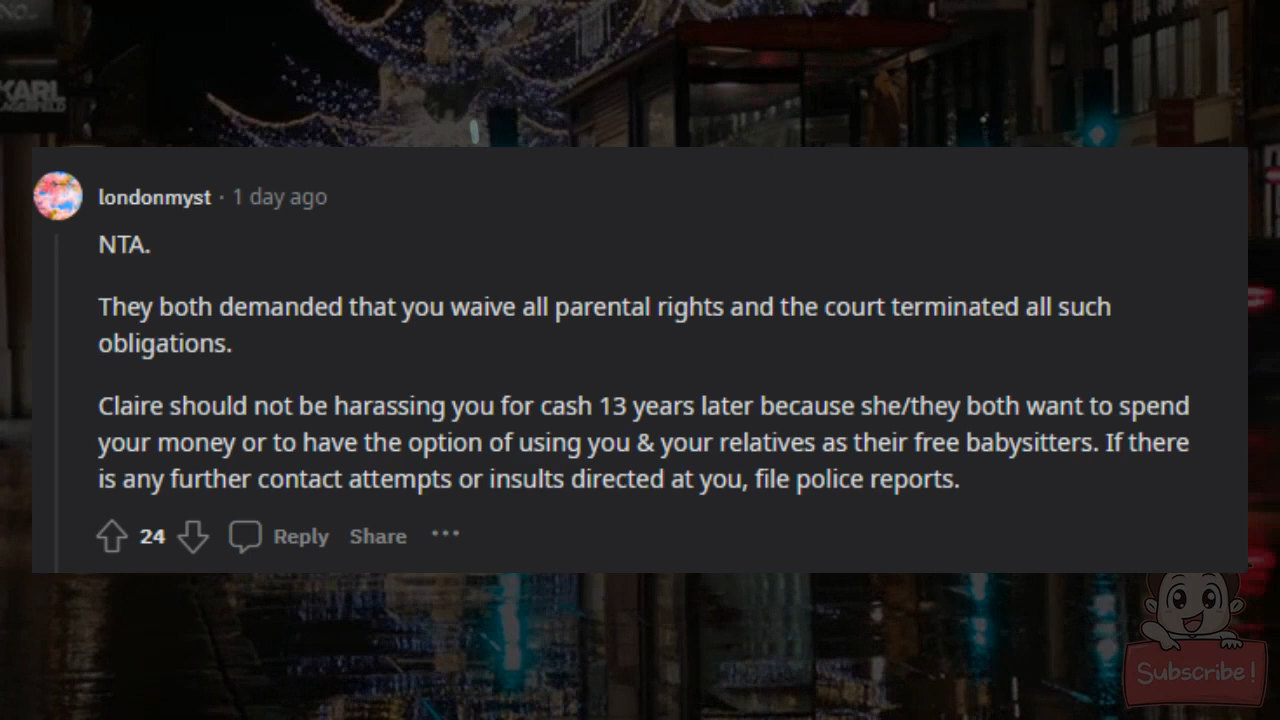 NO...
KARL
LAGERFELD
londonmyst · 1 day ago
NTA.
They both demanded that you waive all parental rights and the court terminated all such
obligations.
Claire should not be harassing you for cash 13 years later because she/they both want to spend
your money or to have the option of using you & your relatives as their free babysitters. If there
is any further contact attempts or insults directed at you, file police reports.
24 Reply Share ...
Subscribe !